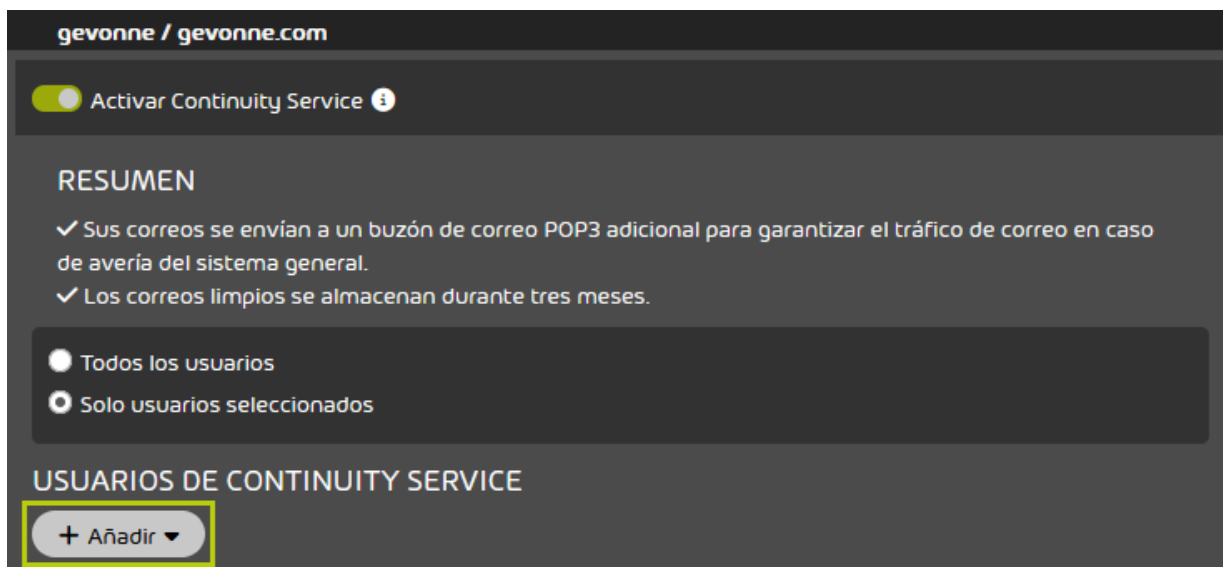 gevonne / gevonne.com
Activar Continuity Service
RESUMEN
Sus correos se envían a un buzón de correo POP3 adicional para garantizar el tráfico de correo en caso
de avería del sistema general.
Los correos limpios se almacenan durante tres meses.
Todos los usuarios
Solo usuarios seleccionados
USUARIOS DE CONTINUITY SERVICE
+ Añadir